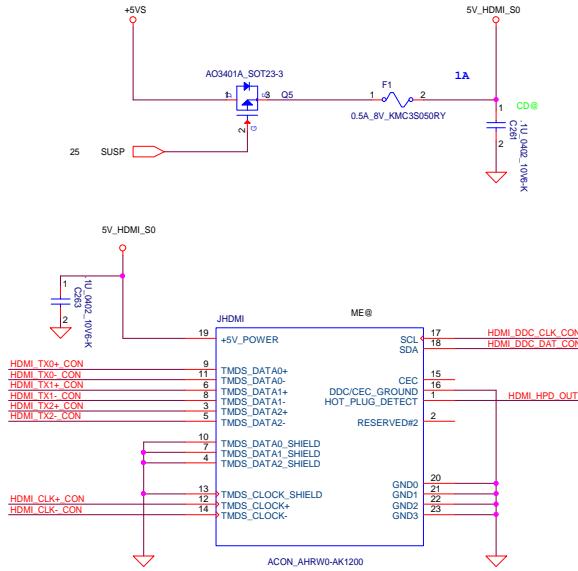 +5VS
5V_HDMI_S0
AO3401A_SOT23-3
1
3
Q5
D
S
G
2
F1
1
2
0.5A_8V_KMC3S050RY
1A
CD@
1
2
.1U_0402_10V6-K
C261
25
SUSP
5V_HDMI_S0
1
2
.1U_0402_10V6-K
C263
JHDMI
ME@
19
+5V_POWER
SCL
17
HDMI_DDC_CLK_CON
SDA
18
HDMI_DDC_DAT_CON
HDMI_TX0+_CON
9
TMDS_DATA0+
HDMI_TX0-_CON
11
TMDS_DATA0-
CEC
15
HDMI_TX1+_CON
6
TMDS_DATA1+
DDC/CEC_GROUND
16
HDMI_TX1-_CON
8
TMDS_DATA1-
HOT_PLUG_DETECT
1
HDMI_HPD_OUT
HDMI_TX2+_CON
3
TMDS_DATA2+
HDMI_TX2-_CON
5
TMDS_DATA2-
RESERVED#2
2
10
TMDS_DATA0_SHIELD
7
TMDS_DATA1_SHIELD
4
TMDS_DATA2_SHIELD
13
TMDS_CLOCK_SHIELD
HDMI_CLK+_CON
12
TMDS_CLOCK+
HDMI_CLK-_CON
14
TMDS_CLOCK-
GND0
20
GND1
21
GND2
22
GND3
23
ACON_AHRW0-AK1200